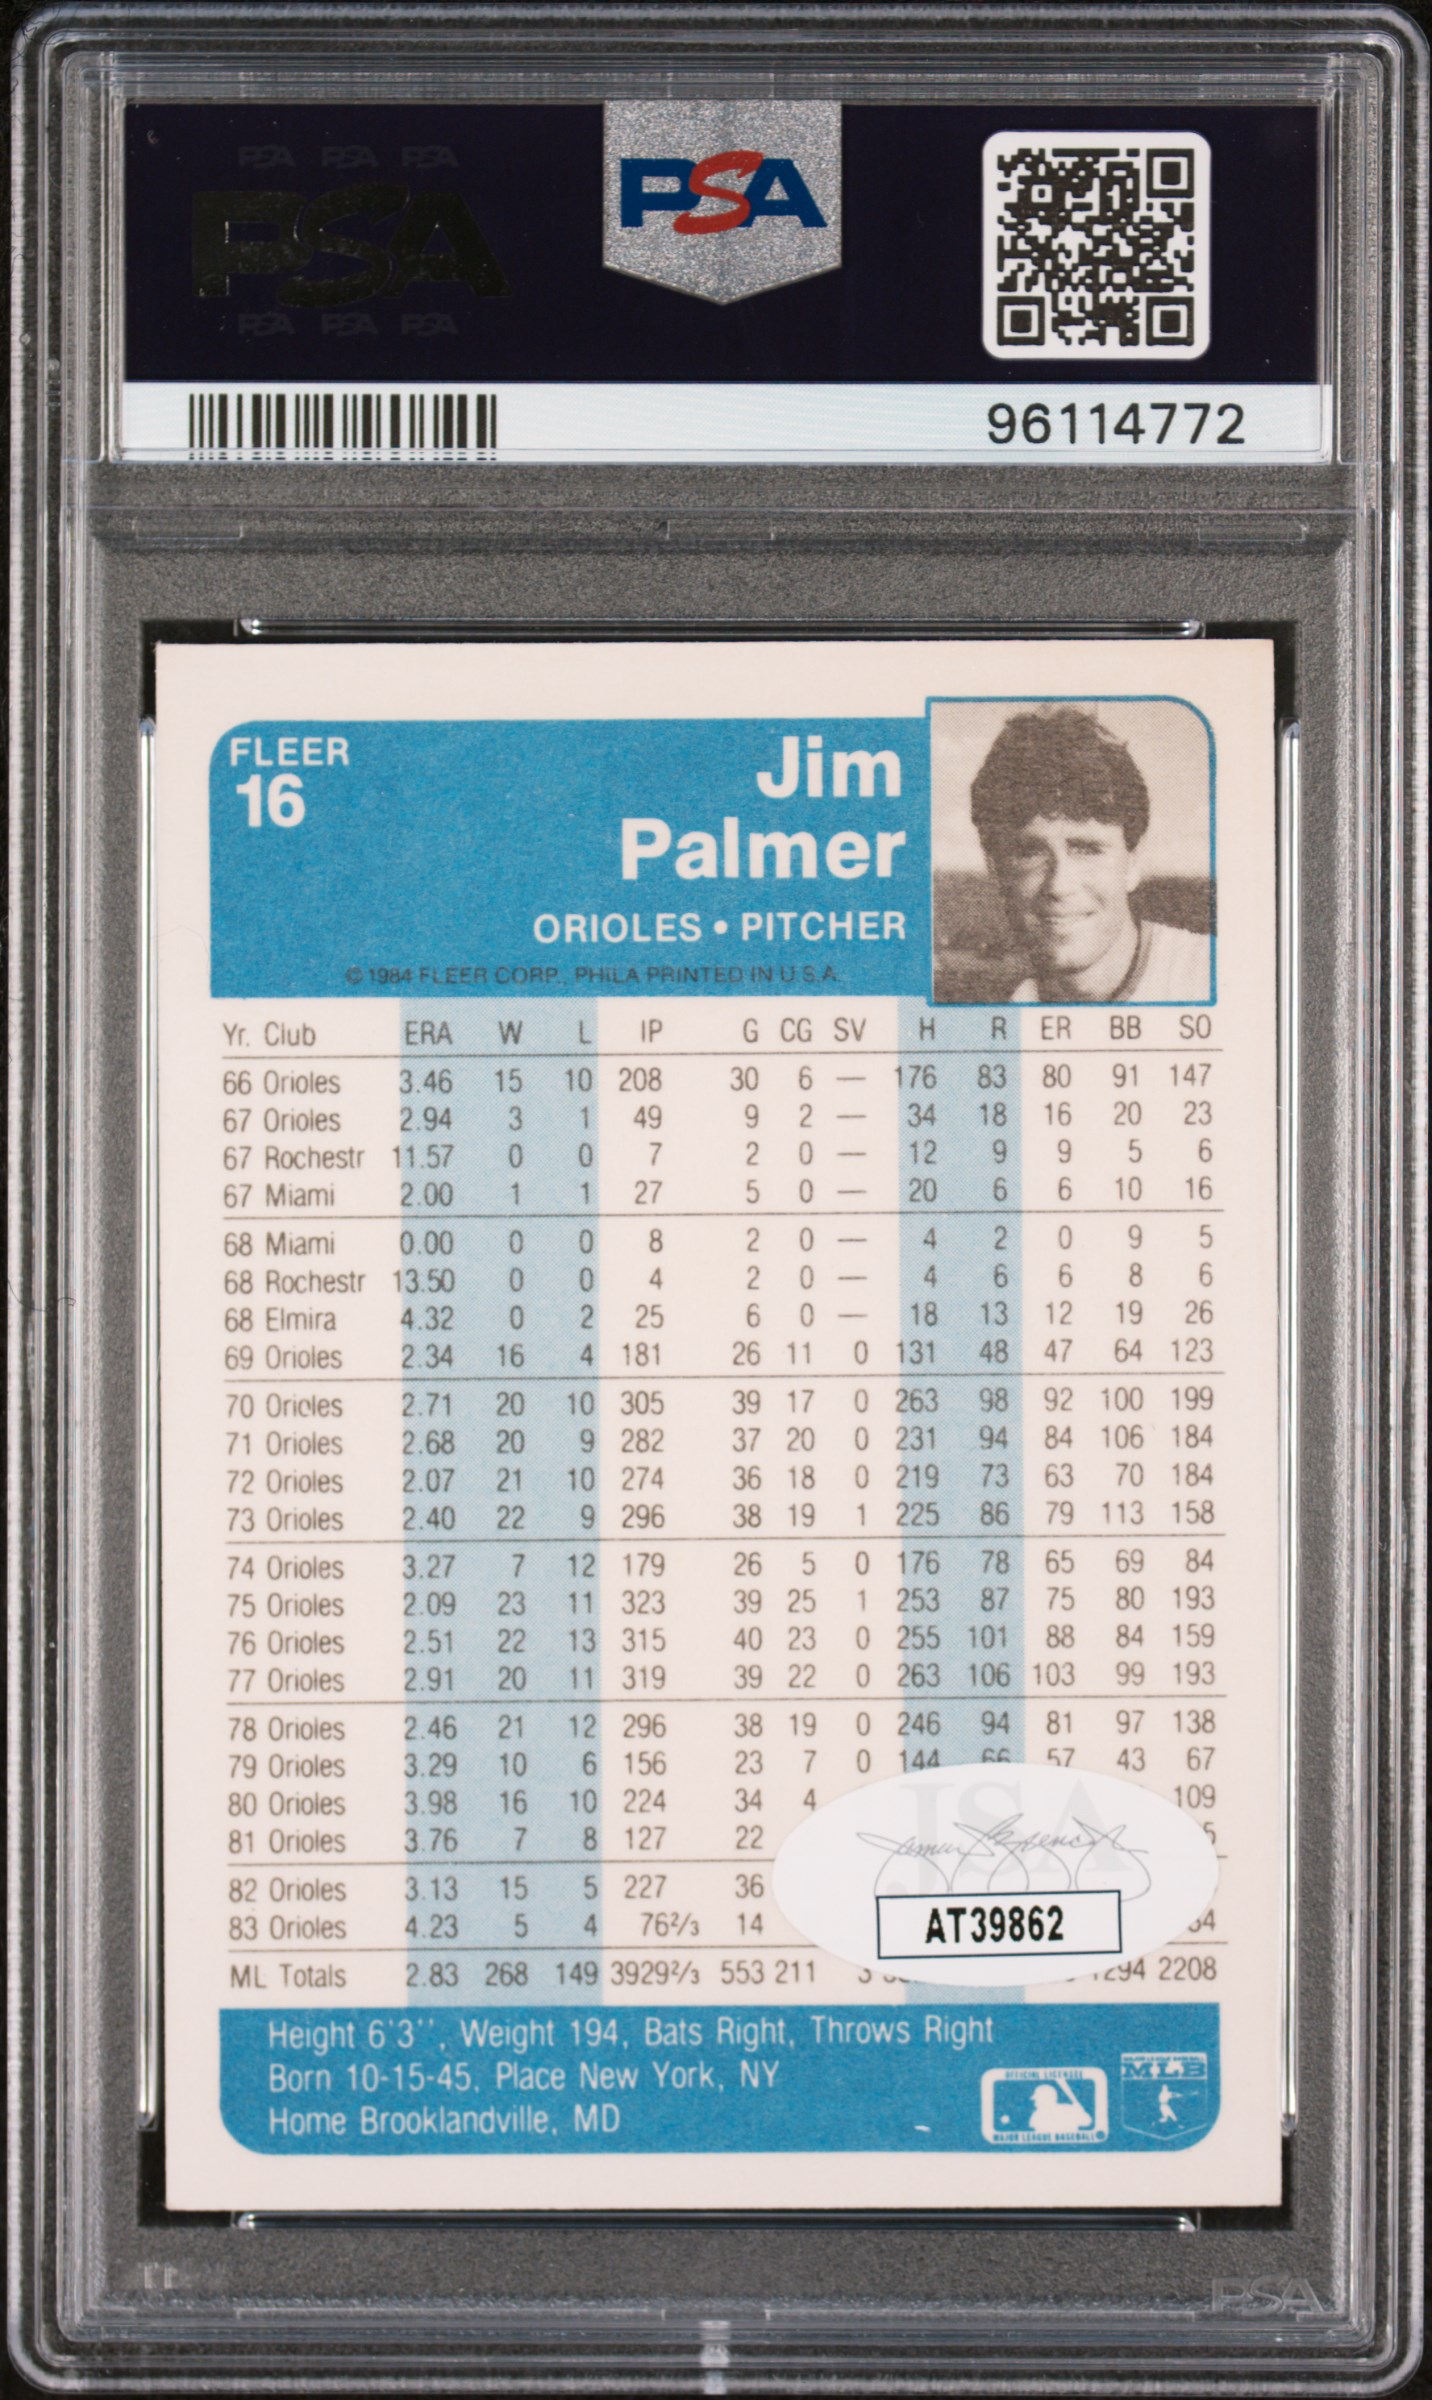 PSA PSA PSA
PSA
PSA PSA PSA
PSA
96114772
FLEER
16
Jim
Palmer
ORIOLES • PITCHER
© 1984 FLEER CORP., PHILA PRINTED IN U.S.A.
Yr. Club ERA W L IP G CG SV H R ER BB SO
66 Orioles 3.46 15 10 208 30 6 — 176 83 80 91 147
67 Orioles 2.94 3 1 49 9 2 — 34 18 16 20 23
67 Rochestr 11.57 0 0 7 2 0 — 12 9 9 5 6
67 Miami 2.00 1 1 27 5 0 — 20 6 6 10 16
68 Miami 0.00 0 0 8 2 0 — 4 2 0 9 5
68 Rochestr 13.50 0 0 4 2 0 — 4 6 6 8 6
68 Elmira 4.32 0 2 25 6 0 — 18 13 12 19 26
69 Orioles 2.34 16 4 181 26 11 0 131 48 47 64 123
70 Orioles 2.71 20 10 305 39 17 0 263 98 92 100 199
71 Orioles 2.68 20 9 282 37 20 0 231 94 84 106 184
72 Orioles 2.07 21 10 274 36 18 0 219 73 63 70 184
73 Orioles 2.40 22 9 296 38 19 1 225 86 79 113 158
74 Orioles 3.27 7 12 179 26 5 0 176 78 65 69 84
75 Orioles 2.09 23 11 323 39 25 1 253 87 75 80 193
76 Orioles 2.51 22 13 315 40 23 0 255 101 88 84 159
77 Orioles 2.91 20 11 319 39 22 0 263 106 103 99 193
78 Orioles 2.46 21 12 296 38 19 0 246 94 81 97 138
79 Orioles 3.29 10 6 156 23 7 0 144 66 57 43 67
80 Orioles 3.98 16 10 224 34 4 109
81 Orioles 3.76 7 8 127 22
82 Orioles 3.13 15 5 227 36
83 Orioles 4.23 5 4 76⅔ 14
ML Totals 2.83 268 149 3929⅔ 553 211 3 1294 2208
JSA
AT39862
Height 6'3'', Weight 194, Bats Right, Throws Right
Born 10-15-45, Place New York, NY
Home Brooklandville, MD
OFFICIAL LICENSEE
MAJOR LEAGUE BASEBALL
MLB
PSA